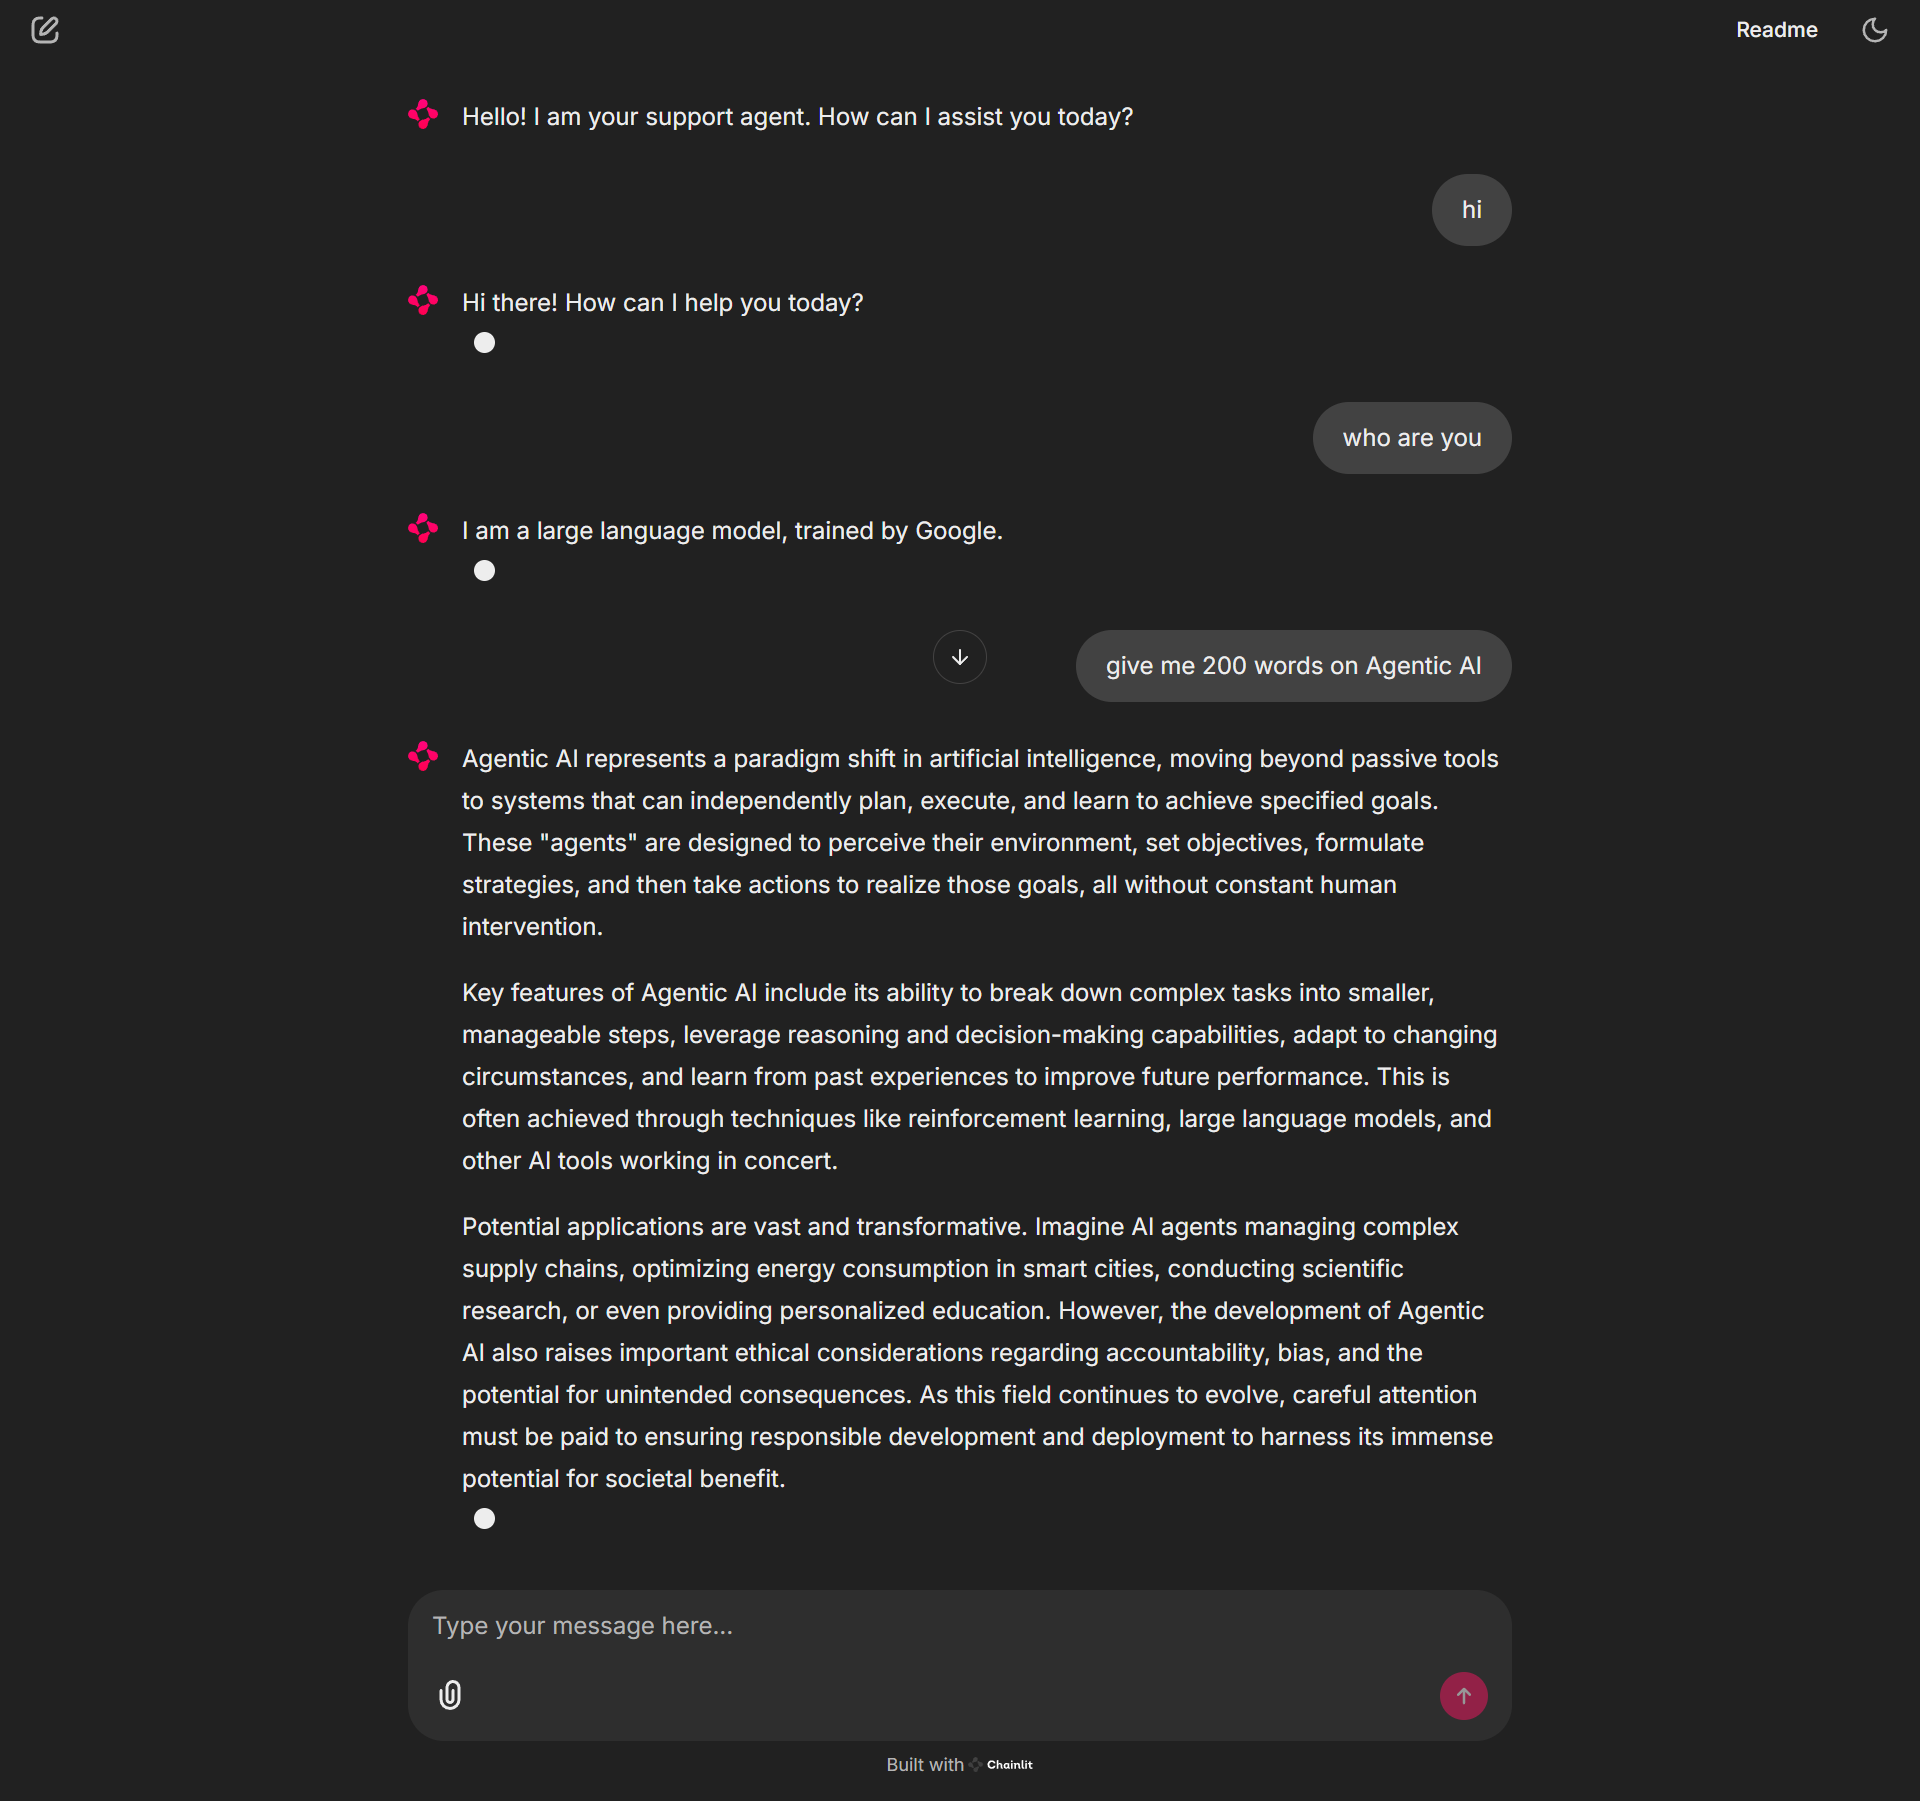 Readme
Hello! I am your support agent. How can I assist you today?
hi
Hi there! How can I help you today?
who are you
I am a large language model, trained by Google.
give me 200 words on Agentic AI
Agentic AI represents a paradigm shift in artificial intelligence, moving beyond passive tools
to systems that can independently plan, execute, and learn to achieve specified goals.
These "agents" are designed to perceive their environment, set objectives, formulate
strategies, and then take actions to realize those goals, all without constant human
intervention.
Key features of Agentic AI include its ability to break down complex tasks into smaller,
manageable steps, leverage reasoning and decision-making capabilities, adapt to changing
circumstances, and learn from past experiences to improve future performance. This is
often achieved through techniques like reinforcement learning, large language models, and
other AI tools working in concert.
Potential applications are vast and transformative. Imagine AI agents managing complex
supply chains, optimizing energy consumption in smart cities, conducting scientific
research, or even providing personalized education. However, the development of Agentic
AI also raises important ethical considerations regarding accountability, bias, and the
potential for unintended consequences. As this field continues to evolve, careful attention
must be paid to ensuring responsible development and deployment to harness its immense
potential for societal benefit.
Type your message here...
Built with Chainlit